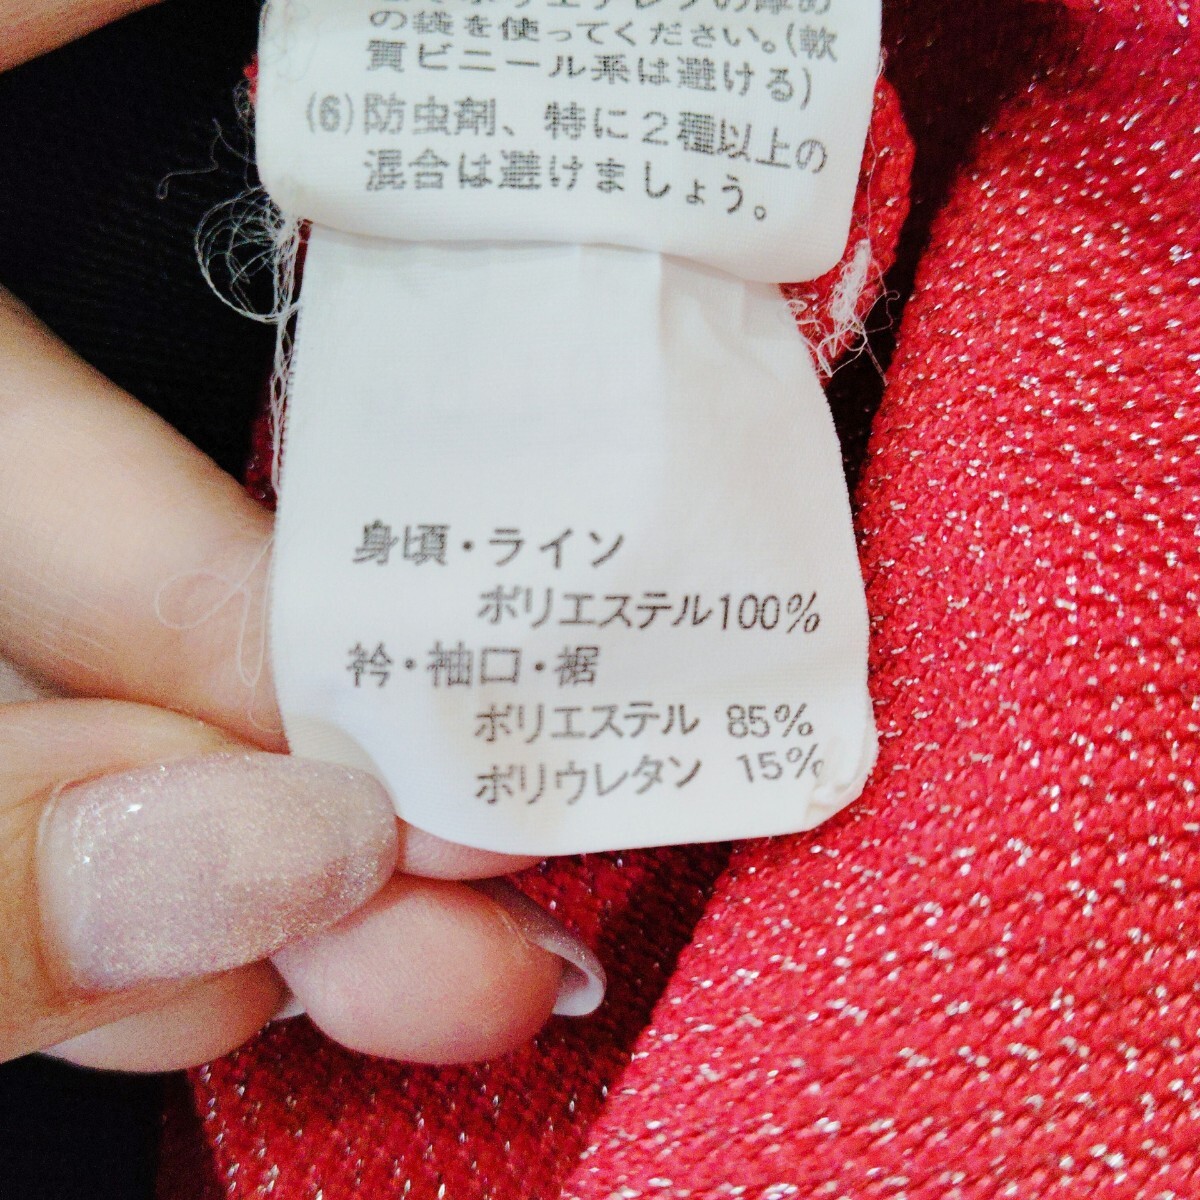 の袋を使ってください。(軟
質ビニール系は避ける)
(6)防虫剤、特に2種以上の
混合は避けましょう。
身頃・ライン
ポリエステル100%
衿・袖口・裾
ポリエステル 85%
ポリウレタン 15%